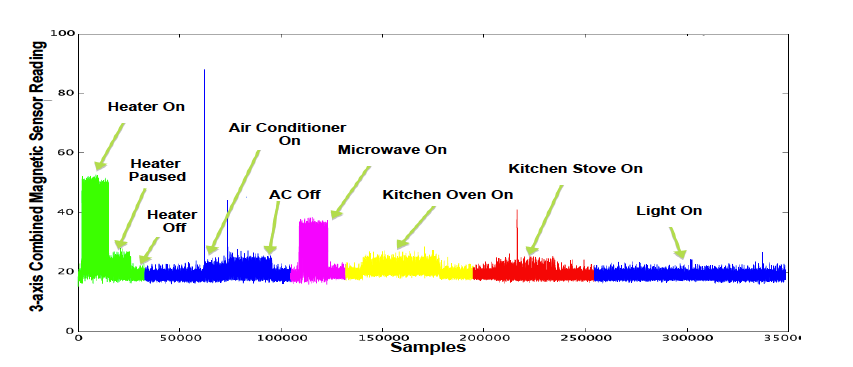 3-axis Combined Magnetic Sensor Reading
100
80
60
40
20
0
Heater On
Heater
Paused
Heater
Off
Air Conditioner
On
AC Off
Microwave On
Kitchen Oven On
Kitchen Stove On
Light On
0 50000 100000 150000 200000 250000 300000 35000
Samples